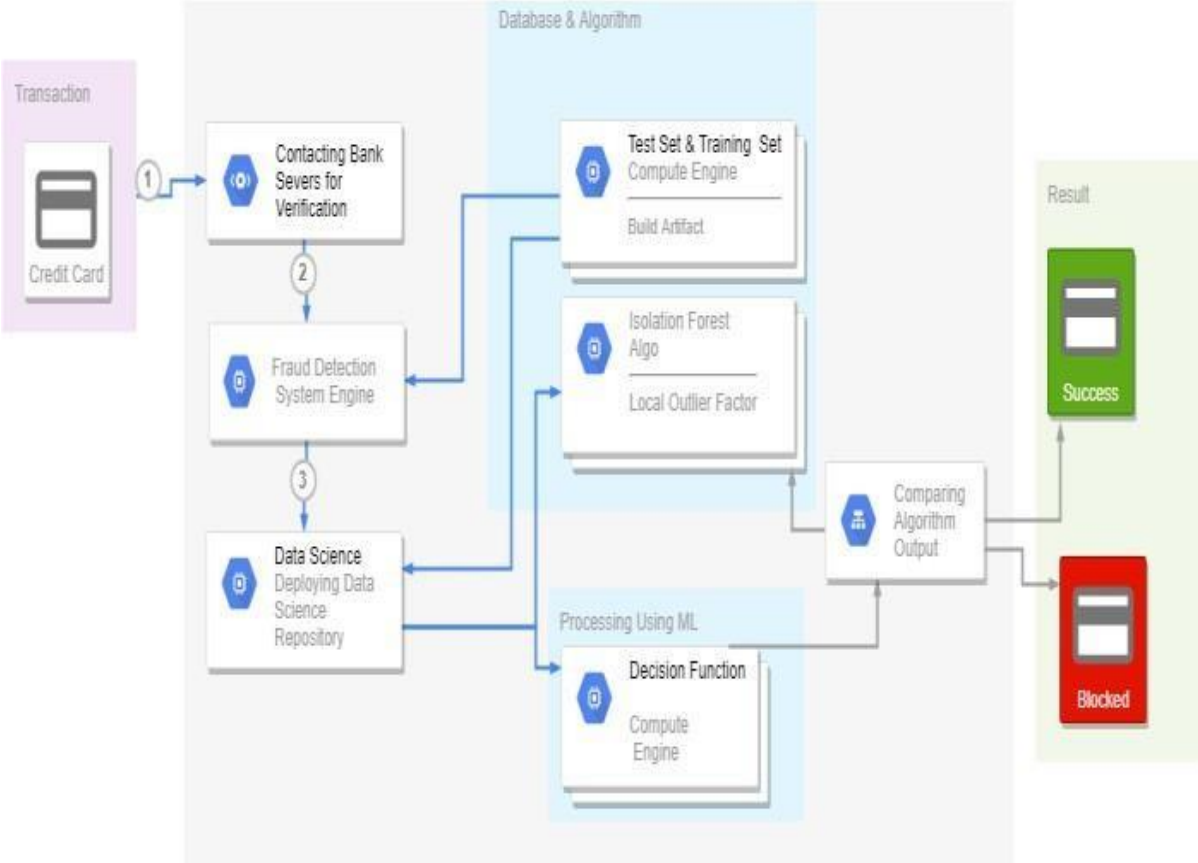 Database & Algorithm
Transaction
Credit Card
1
Contacting Bank
Severs for
Verification
2
Fraud Detection
System Engine
3
Data Science
Deploying Data
Science
Repository
Test Set & Training Set
Compute Engine
Build Artifact
Isolation Forest
Algo
Local Outlier Factor
Processing Using ML
Decision Function
Compute
Engine
Comparing
Algorithm
Output
Result
Success
Blocked